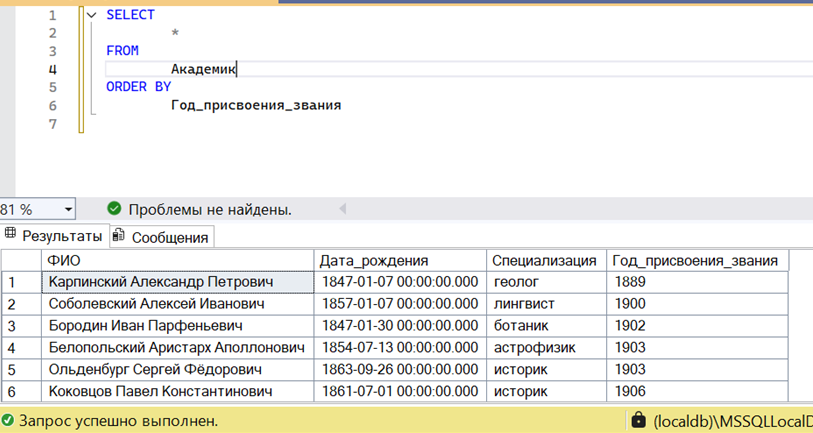 1 SELECT
2 *
3 FROM
4 Академик
5 ORDER BY
6 Год_присвоения_звания
7
81 % Проблемы не найдены.
Результаты Сообщения
ФИО Дата_рождения Специализация Год_присвоения_звания
1 Карпинский Александр Петрович 1847-01-07 00:00:00.000 геолог 1889
2 Соболевский Алексей Иванович 1857-01-07 00:00:00.000 лингвист 1900
3 Бородин Иван Парфеньевич 1847-01-30 00:00:00.000 ботаник 1902
4 Белопольский Аристарх Аполлонович 1854-07-13 00:00:00.000 астрофизик 1903
5 Ольденбург Сергей Фёдорович 1863-09-26 00:00:00.000 историк 1903
6 Коковцов Павел Константинович 1861-07-01 00:00:00.000 историк 1906
Запрос успешно выполнен. (localdb)\MSSQLLocalD